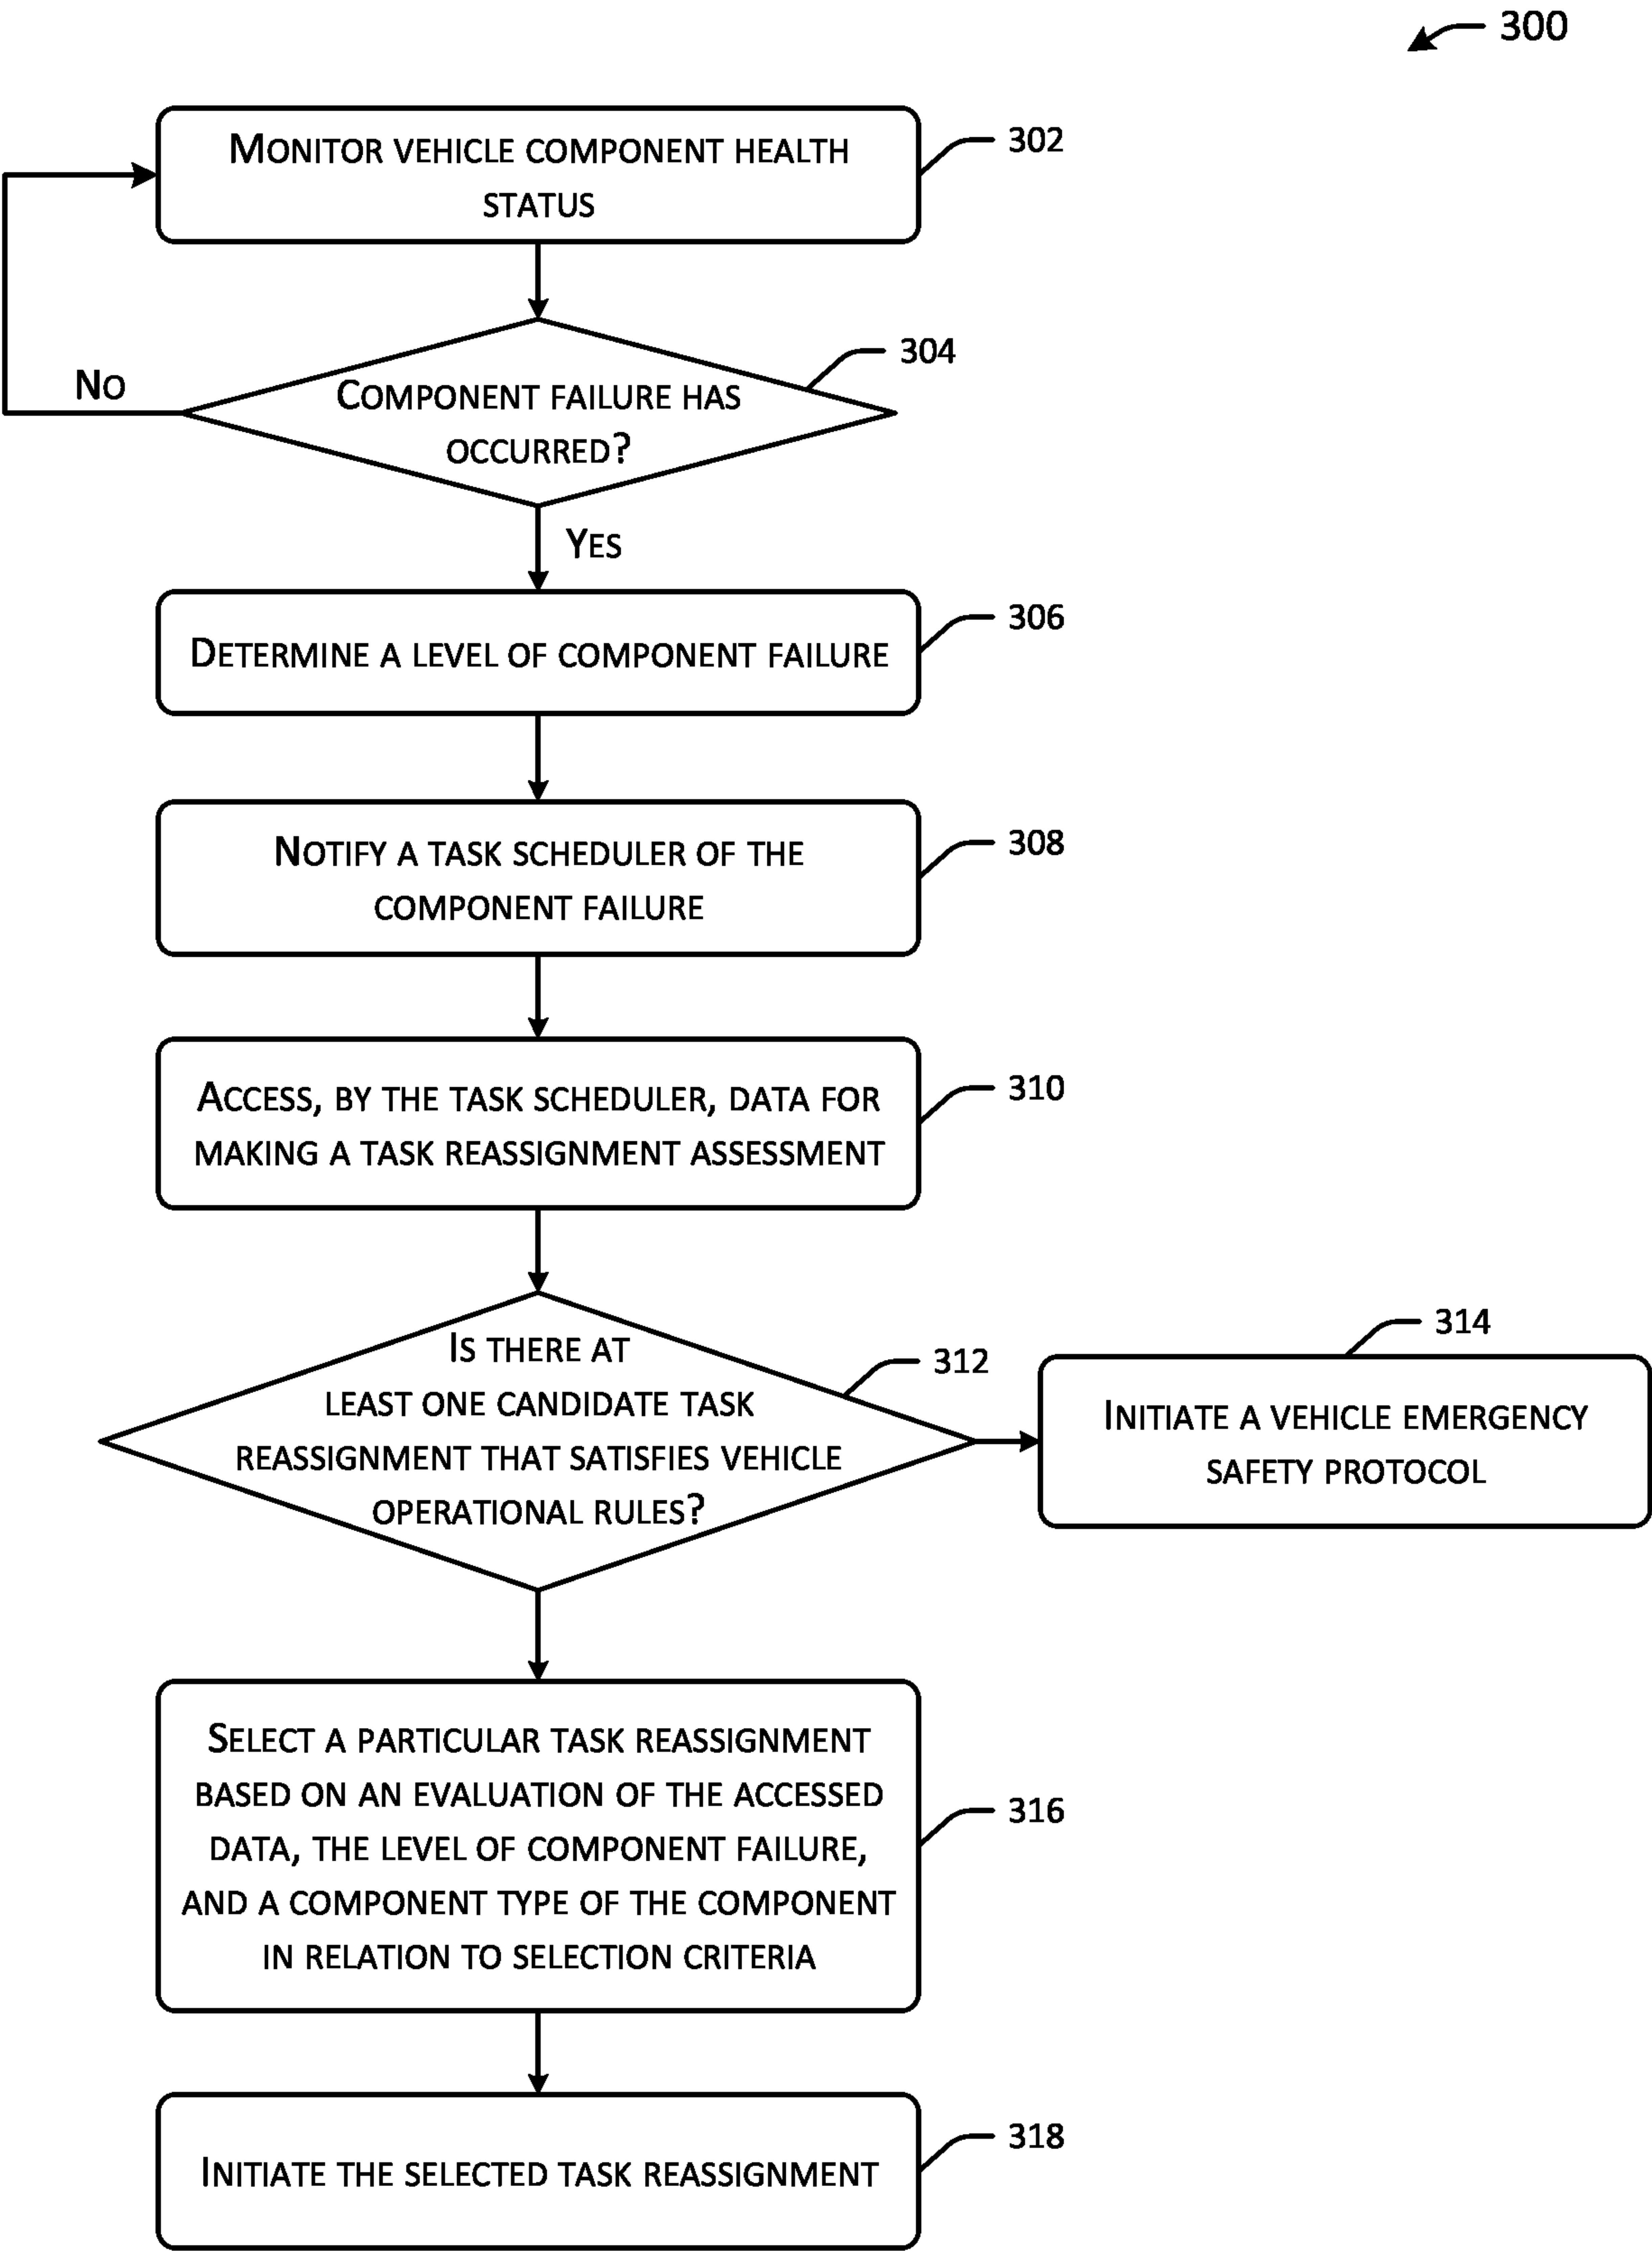 300
MONITOR VEHICLE COMPONENT HEALTH
STATUS
302
COMPONENT FAILURE HAS
OCCURRED?
304
NO
YES
DETERMINE A LEVEL OF COMPONENT FAILURE
306
NOTIFY A TASK SCHEDULER OF THE
COMPONENT FAILURE
308
ACCESS, BY THE TASK SCHEDULER, DATA FOR
MAKING A TASK REASSIGNMENT ASSESSMENT
310
IS THERE AT
LEAST ONE CANDIDATE TASK
REASSIGNMENT THAT SATISFIES VEHICLE
OPERATIONAL RULES?
312
314
INITIATE A VEHICLE EMERGENCY
SAFETY PROTOCOL
SELECT A PARTICULAR TASK REASSIGNMENT
BASED ON AN EVALUATION OF THE ACCESSED
DATA, THE LEVEL OF COMPONENT FAILURE,
AND A COMPONENT TYPE OF THE COMPONENT
IN RELATION TO SELECTION CRITERIA
316
INITIATE THE SELECTED TASK REASSIGNMENT
318